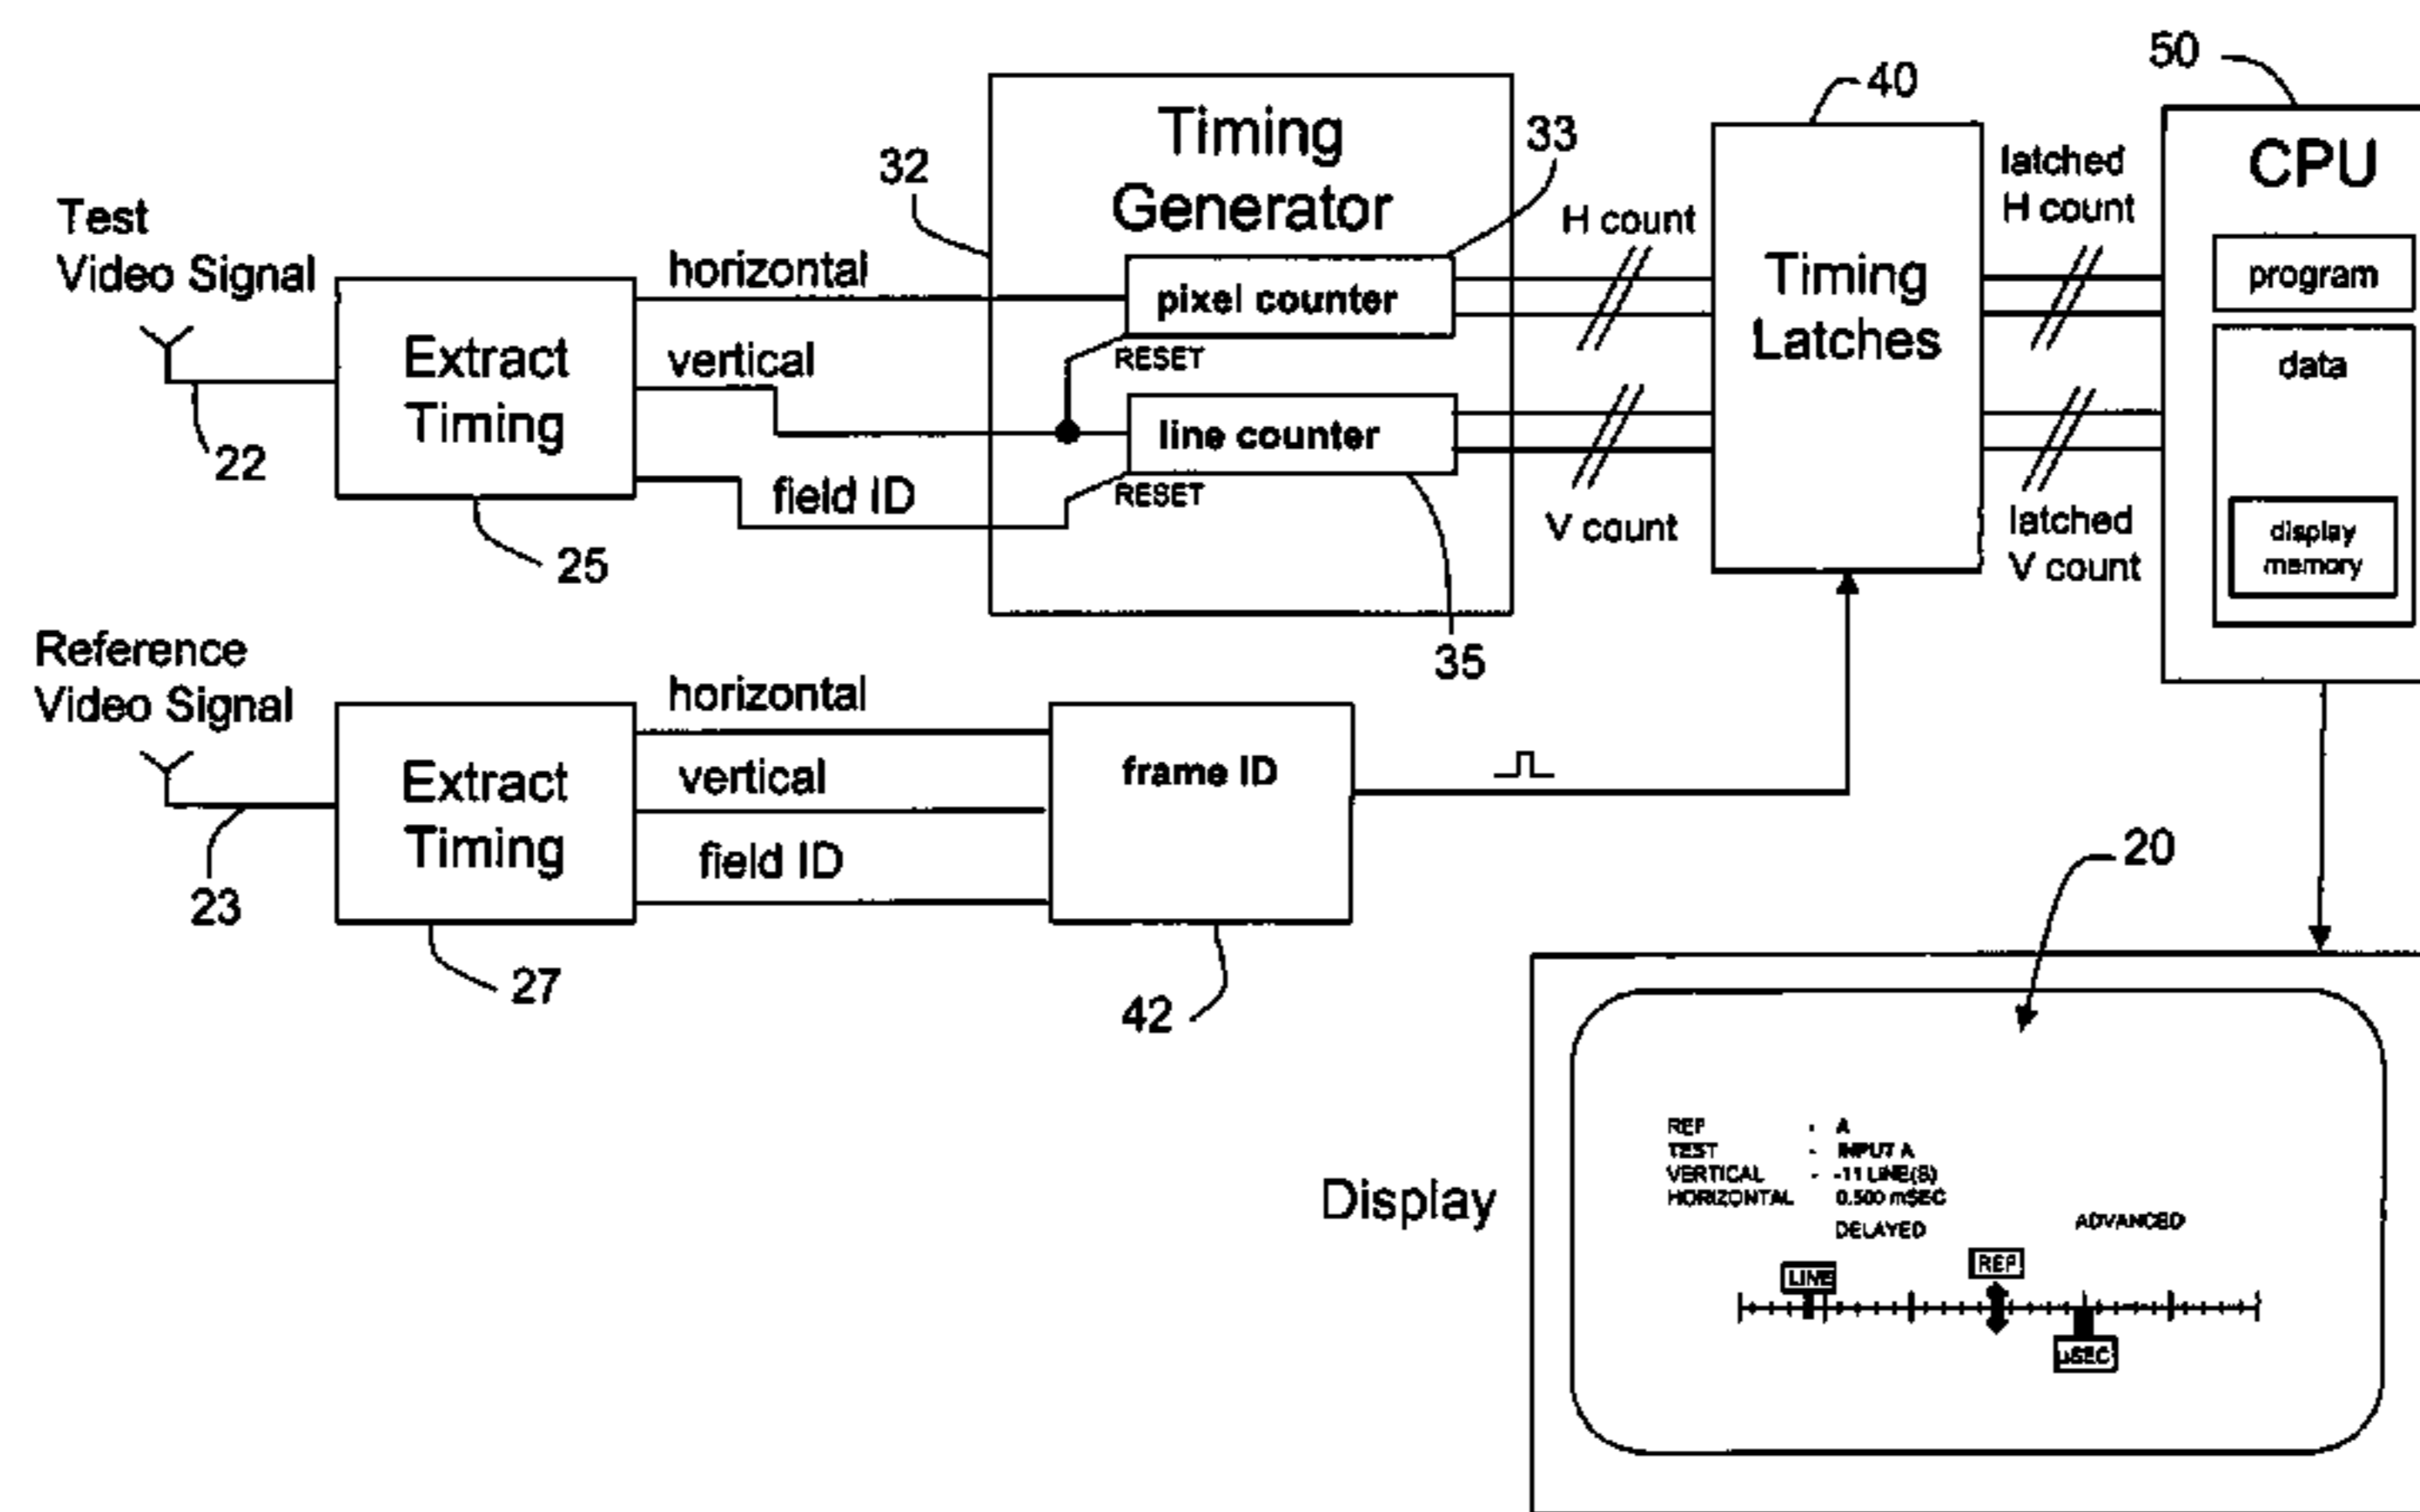 50
40
Timing
Generator
33
32
CPU
latched
H count
Test
Video Signal
H count
horizontal
pixel counter
Timing
Latches
program
Extract
Timing
vertical
RESET
data
line counter
22
field ID
RESET
V count
latched
V count
display
memory
25
35
Reference
Video Signal
horizontal
Extract
Timing
vertical
frame ID
field ID
20
23
27
42
Display
REF - A
TEST - INPUT A
VERTICAL - -11 LINE(S)
HORIZONTAL 0.500 mSEC
DELAYED
ADVANCED
LINE
REF
µSEC